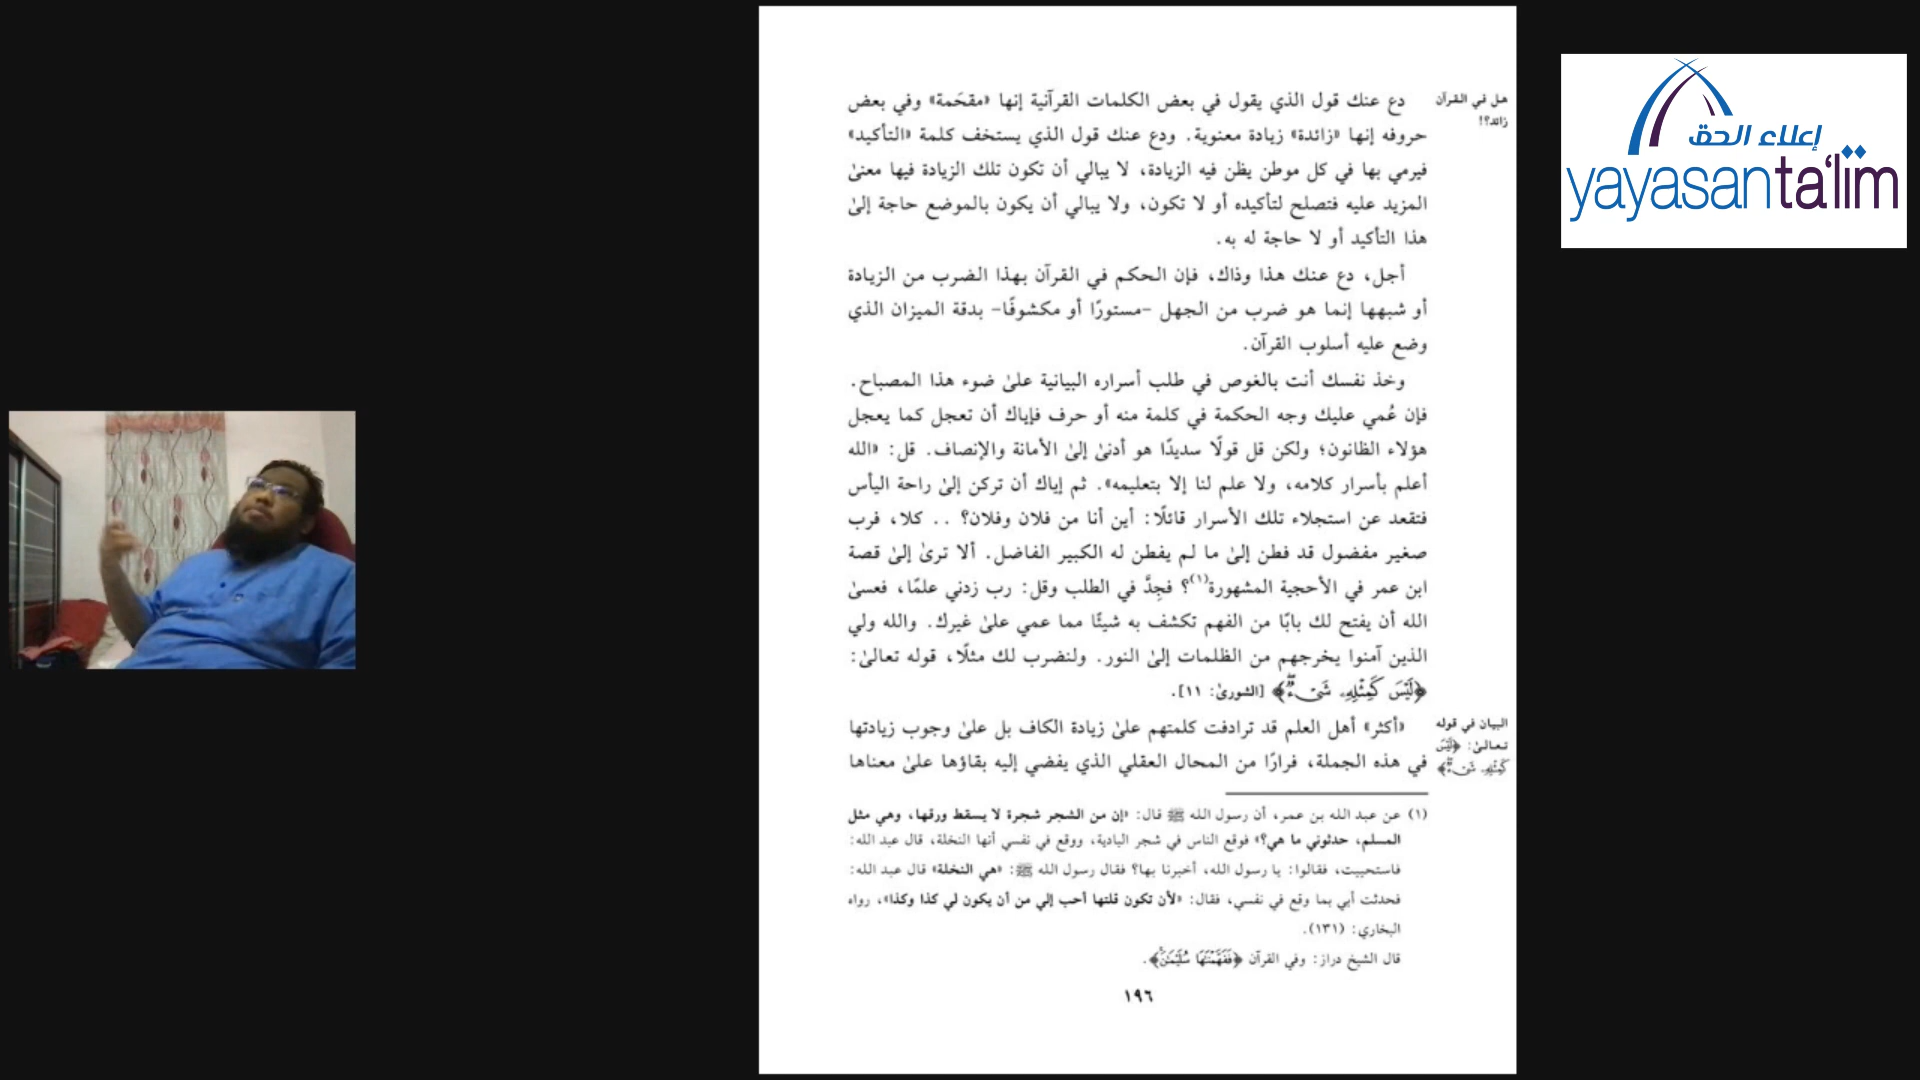 هل في القرآن
زائد؟!
دع عنك قول الذي يقول في بعض الكلمات القرآنية إنها «مقحَمة» وفي بعض
حروفه إنها «زائدة» زيادة معنوية. ودع عنك قول الذي يستخف كلمة «التأكيد»
فيرمي بها في كل موطن يظن فيه الزيادة، لا يبالي أن تكون تلك الزيادة فيها معنىٰ
المزيد عليه فتصلح لتأكيده أو لا تكون، ولا يبالي أن يكون بالموضع حاجة إلىٰ
هذا التأكيد أو لا حاجة له به.
أجل، دع عنك هذا وذاك، فإن الحكم في القرآن بهذا الضرب من الزيادة
أو شبهها إنما هو ضرب من الجهل -مستورًا أو مكشوفًا- بدقة الميزان الذي
وضع عليه أسلوب القرآن.
وخذ نفسك أنت بالغوص في طلب أسراره البيانية علىٰ ضوء هذا المصباح.
فإن عُمي عليك وجه الحكمة في كلمة منه أو حرف فإياك أن تعجل كما يعجل
هؤلاء الظانون؛ ولكن قل قولًا سديدًا هو أدنىٰ إلىٰ الأمانة والإنصاف. قل: «الله
أعلم بأسرار كلامه، ولا علم لنا إلا بتعليمه». ثم إياك أن تركن إلىٰ راحة اليأس
فتقعد عن استجلاء تلك الأسرار قائلًا: أين أنا من فلان وفلان؟ .. كلا، فرب
صغير مفضول قد فطن إلىٰ ما لم يفطن له الكبير الفاضل. ألا ترىٰ إلىٰ قصة
ابن عمر في الأحجية المشهورة(١)؟ فجِدَّ في الطلب وقل: رب زدني علمًا، فعسىٰ
الله أن يفتح لك بابًا من الفهم تكشف به شيئًا مما عمي علىٰ غيرك. والله ولي
الذين آمنوا يخرجهم من الظلمات إلىٰ النور. ولنضرب لك مثلًا، قوله تعالىٰ:
﴿لَيْسَ كَمِثْلِهِۦ شَىْءٌ﴾ [الشورىٰ: ١١].
البيان في قوله
تعالىٰ: ﴿لَيْسَ
كَمِثْلِهِۦ شَىْءٌ﴾
«أكثر» أهل العلم قد ترادفت كلمتهم علىٰ زيادة الكاف بل علىٰ وجوب زيادتها
في هذه الجملة، فرارًا من المحال العقلي الذي يفضي إليه بقاؤها علىٰ معناها
(١) عن عبد الله بن عمر، أن رسول الله ﷺ قال: «إن من الشجر شجرة لا يسقط ورقها، وهي مثل
المسلم، حدثوني ما هي؟» فوقع الناس في شجر البادية، ووقع في نفسي أنها النخلة، قال عبد الله:
فاستحييت، فقالوا: يا رسول الله، أخبرنا بها؟ فقال رسول الله ﷺ: «هي النخلة» قال عبد الله:
فحدثت أبي بما وقع في نفسي، فقال: «لأن تكون قلتها أحب إلي من أن يكون لي كذا وكذا»، رواه
البخاري: (١٣١).
قال الشيخ دراز: وفي القرآن ﴿فَفَهَّمْنَٰهَا سُلَيْمَٰنَ﴾.
١٩٦
إعلاء الحق
yayasanta'lim